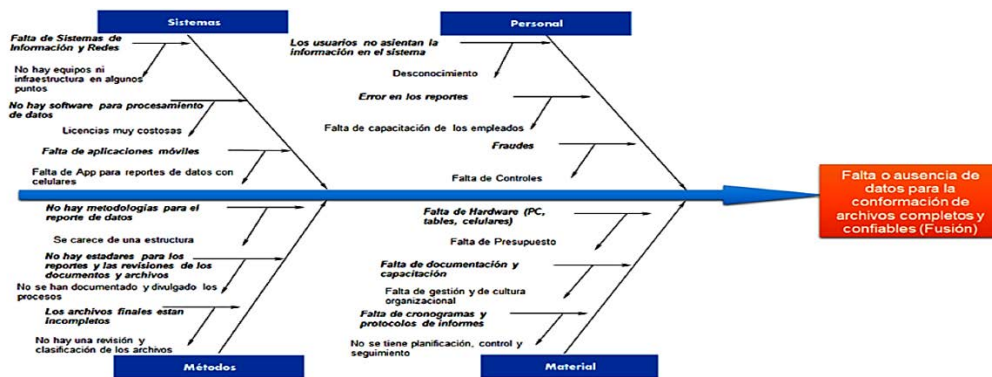 Sistemas
Falta de Sistemas de
Información y Redes
No hay equipos ni
infraestructura en algunos
puntos
No hay software para procesamiento
de datos
Licencias muy costosas
Falta de aplicaciones móviles
Falta de App para reportes de datos con
celulares
Personal
Los usuarios no asientan la
información en el sistema
Desconocimiento
Error en los reportes
Falta de capacitación de los empleados
Fraudes
Falta de Controles
Falta o ausencia de
datos para la
conformación de
archivos completos y
confiables (Fusión)
No hay metodologías para el
reporte de datos
Se carece de una estructura
No hay estadares para los
reportes y las revisiones de los
documentos y archivos
No se han documentado y divulgado los
procesos
Los archivos finales estan
incompletos
No hay una revisión y
clasificación de los archivos
Métodos
Falta de Hardware (PC,
tables, celulares)
Falta de Presupuesto
Falta de documentación y
capacitación
Falta de gestión y de cultura
organizacional
Falta de cronogramas y
protocolos de informes
No se tiene planificación, control y
seguimiento
Material